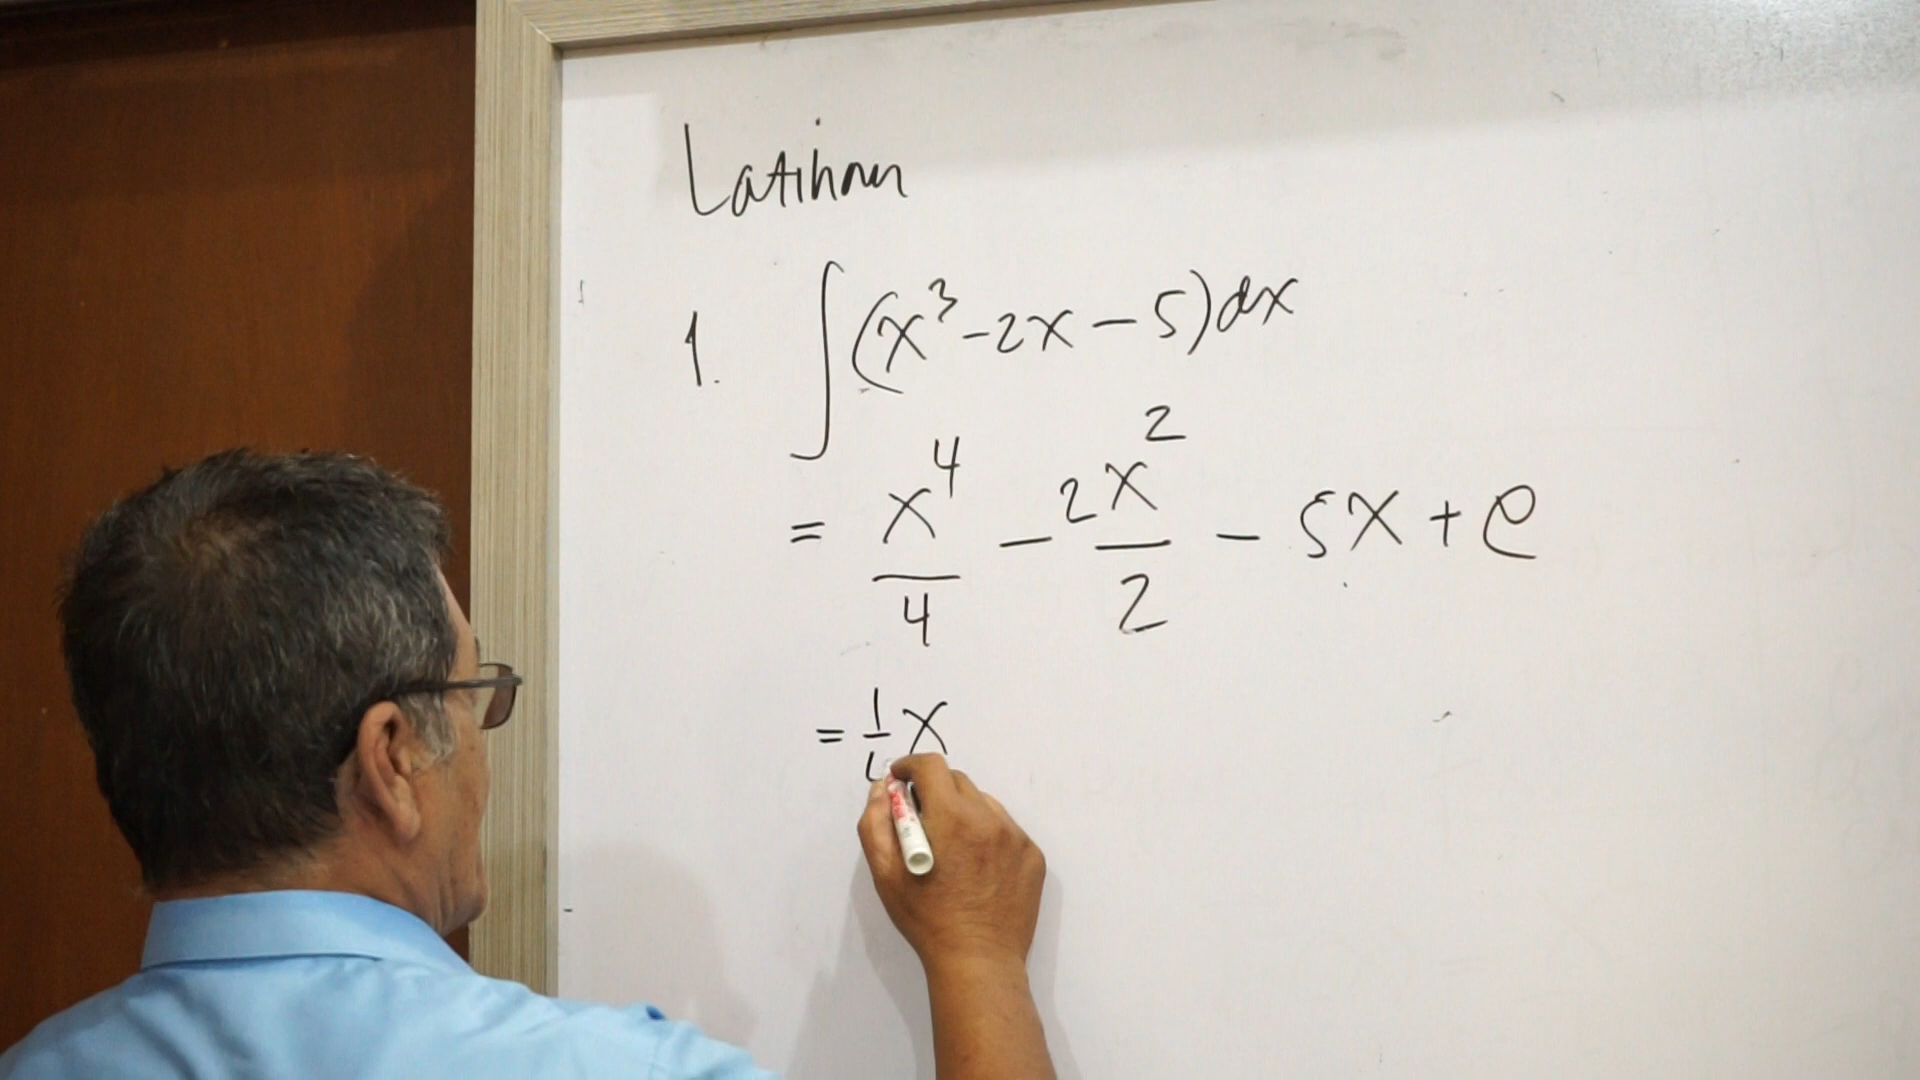 Latihan
1. ∫(x³-2x-5)dx
= x⁴/4 - 2x²/2 - 5x + C
= 1/4 x